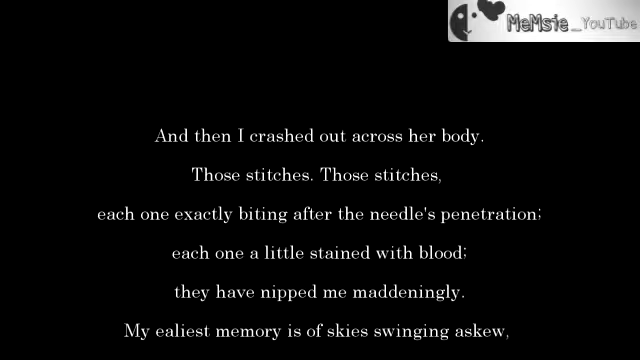 MeMsie_YouTube
And then I crashed out across her body.
Those stitches. Those stitches,
each one exactly biting after the needle's penetration;
each one a little stained with blood;
they have nipped me maddeningly.
My ealiest memory is of skies swinging askew,